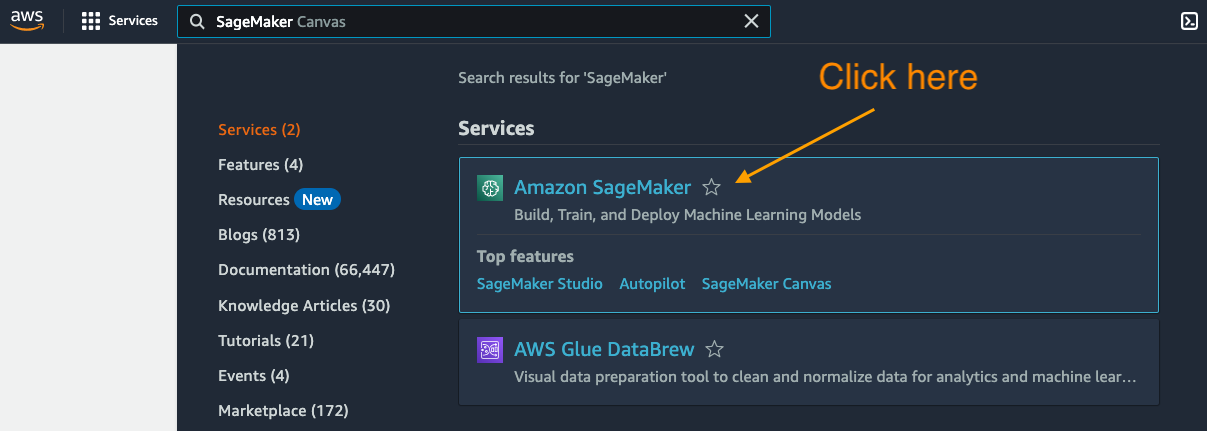 aws Services SageMaker Canvas
Search results for 'SageMaker'
Click here
Services (2)
Features (4)
Resources New
Blogs (813)
Documentation (66,447)
Knowledge Articles (30)
Tutorials (21)
Events (4)
Marketplace (172)
Services
Amazon SageMaker
Build, Train, and Deploy Machine Learning Models
Top features
SageMaker Studio Autopilot SageMaker Canvas
AWS Glue DataBrew
Visual data preparation tool to clean and normalize data for analytics and machine lear...